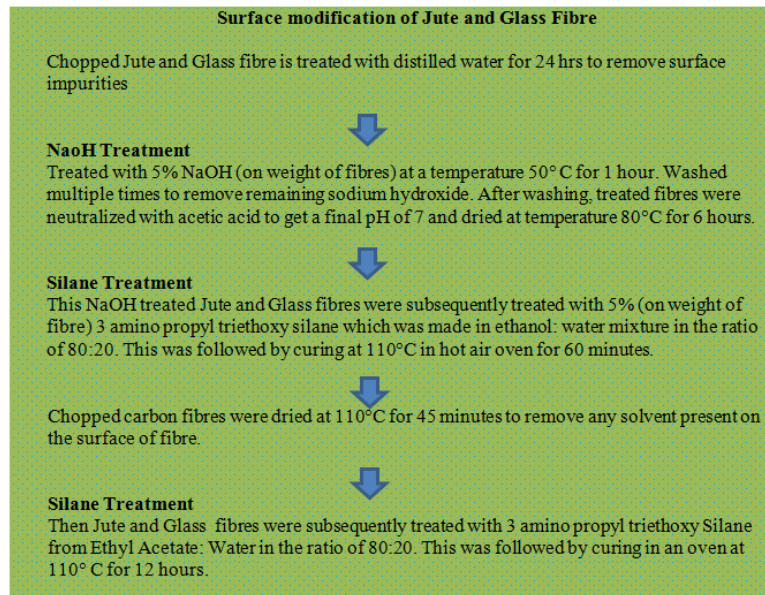 Surface modification of Jute and Glass Fibre
Chopped Jute and Glass fibre is treated with distilled water for 24 hrs to remove surface
impurities
NaoH Treatment
Treated with 5% NaOH (on weight of fibres) at a temperature 50° C for 1 hour. Washed
multiple times to remove remaining sodium hydroxide. After washing, treated fibres were
neutralized with acetic acid to get a final pH of 7 and dried at temperature 80°C for 6 hours.
Silane Treatment
This NaOH treated Jute and Glass fibres were subsequently treated with 5% (on weight of
fibre) 3 amino propyl triethoxy silane which was made in ethanol: water mixture in the ratio
of 80:20. This was followed by curing at 110°C in hot air oven for 60 minutes.
Chopped carbon fibres were dried at 110°C for 45 minutes to remove any solvent present on
the surface of fibre.
Silane Treatment
Then Jute and Glass fibres were subsequently treated with 3 amino propyl triethoxy Silane
from Ethyl Acetate: Water in the ratio of 80:20. This was followed by curing in an oven at
110° C for 12 hours.